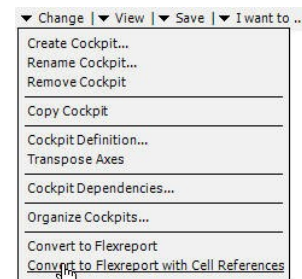 ▼ Change | ▼ View | ▼ Save | ▼ I want to ..
Create Cockpit...
Rename Cockpit...
Remove Cockpit
Copy Cockpit
Cockpit Definition...
Transpose Axes
Cockpit Dependencies...
Organize Cockpits...
Convert to Flexreport
Convert to Flexreport with Cell References